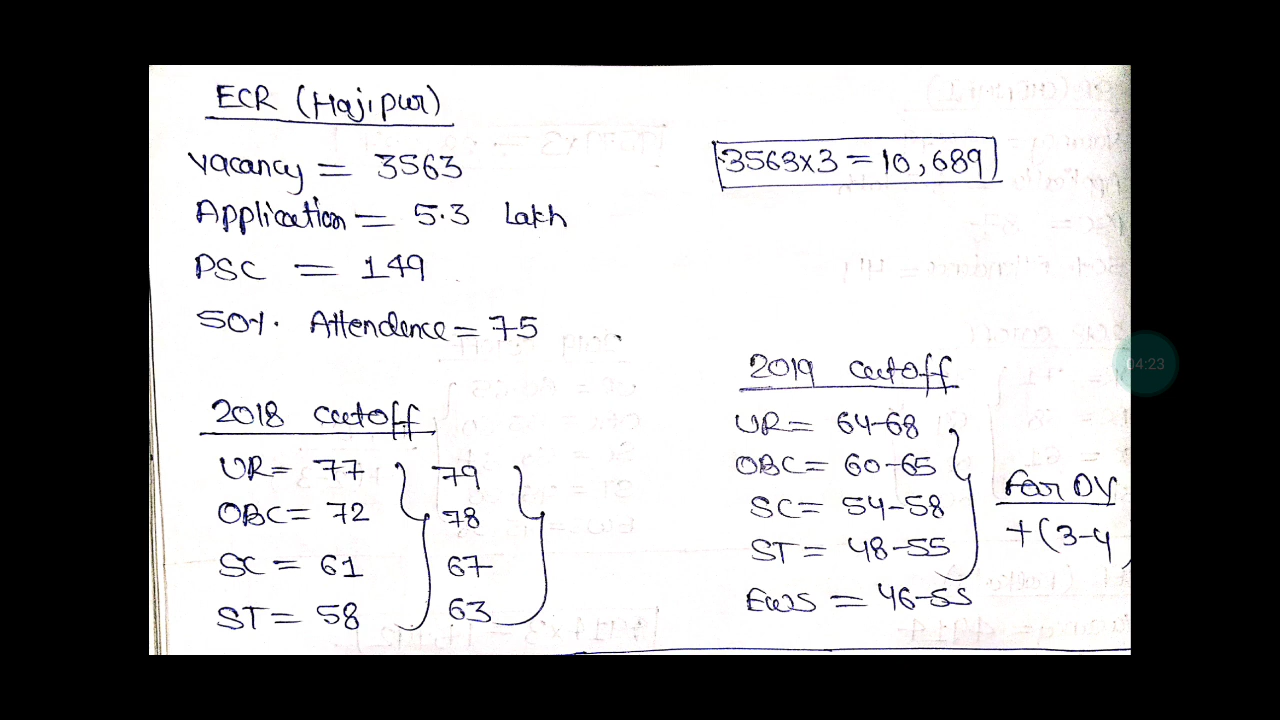 ECR (Hajipur)
vacancy = 3563
3563x3 = 10,689
Application = 5.3 Lakh
PSC = 149
50%. Attendence = 75
2018 cutoff
UR = 77 79
OBC = 72 78
SC = 61 67
ST = 58 63
2019 cutoff
UR = 64-68
OBC = 60-65
SC = 54-58
ST = 48-55
EWS = 46-55
For DV
+(3-4)
04:23